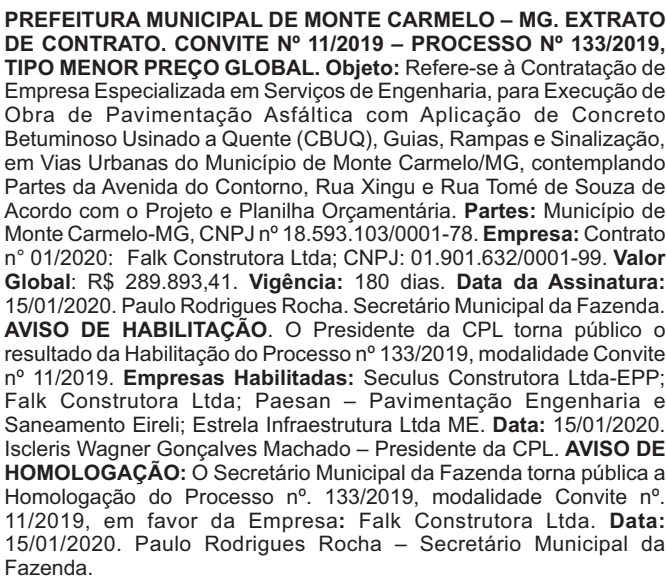 PREFEITURA MUNICIPAL DE MONTE CARMELO – MG. EXTRATO
DE CONTRATO. CONVITE Nº 11/2019 – PROCESSO Nº 133/2019,
TIPO MENOR PREÇO GLOBAL. Objeto: Refere-se à Contratação de
Empresa Especializada em Serviços de Engenharia, para Execução de
Obra de Pavimentação Asfáltica com Aplicação de Concreto
Betuminoso Usinado a Quente (CBUQ), Guias, Rampas e Sinalização,
em Vias Urbanas do Município de Monte Carmelo/MG, contemplando
Partes da Avenida do Contorno, Rua Xingu e Rua Tomé de Souza de
Acordo com o Projeto e Planilha Orçamentária. Partes: Município de
Monte Carmelo-MG, CNPJ nº 18.593.103/0001-78. Empresa: Contrato
n° 01/2020: Falk Construtora Ltda; CNPJ: 01.901.632/0001-99. Valor
Global: R$ 289.893,41. Vigência: 180 dias. Data da Assinatura:
15/01/2020. Paulo Rodrigues Rocha. Secretário Municipal da Fazenda.
AVISO DE HABILITAÇÃO. O Presidente da CPL torna público o
resultado da Habilitação do Processo nº 133/2019, modalidade Convite
nº 11/2019. Empresas Habilitadas: Seculus Construtora Ltda-EPP;
Falk Construtora Ltda; Paesan – Pavimentação Engenharia e
Saneamento Eireli; Estrela Infraestrutura Ltda ME. Data: 15/01/2020.
Iscleris Wagner Gonçalves Machado – Presidente da CPL. AVISO DE
HOMOLOGAÇÃO: O Secretário Municipal da Fazenda torna pública a
Homologação do Processo nº. 133/2019, modalidade Convite nº.
11/2019, em favor da Empresa: Falk Construtora Ltda. Data:
15/01/2020. Paulo Rodrigues Rocha – Secretário Municipal da
Fazenda.